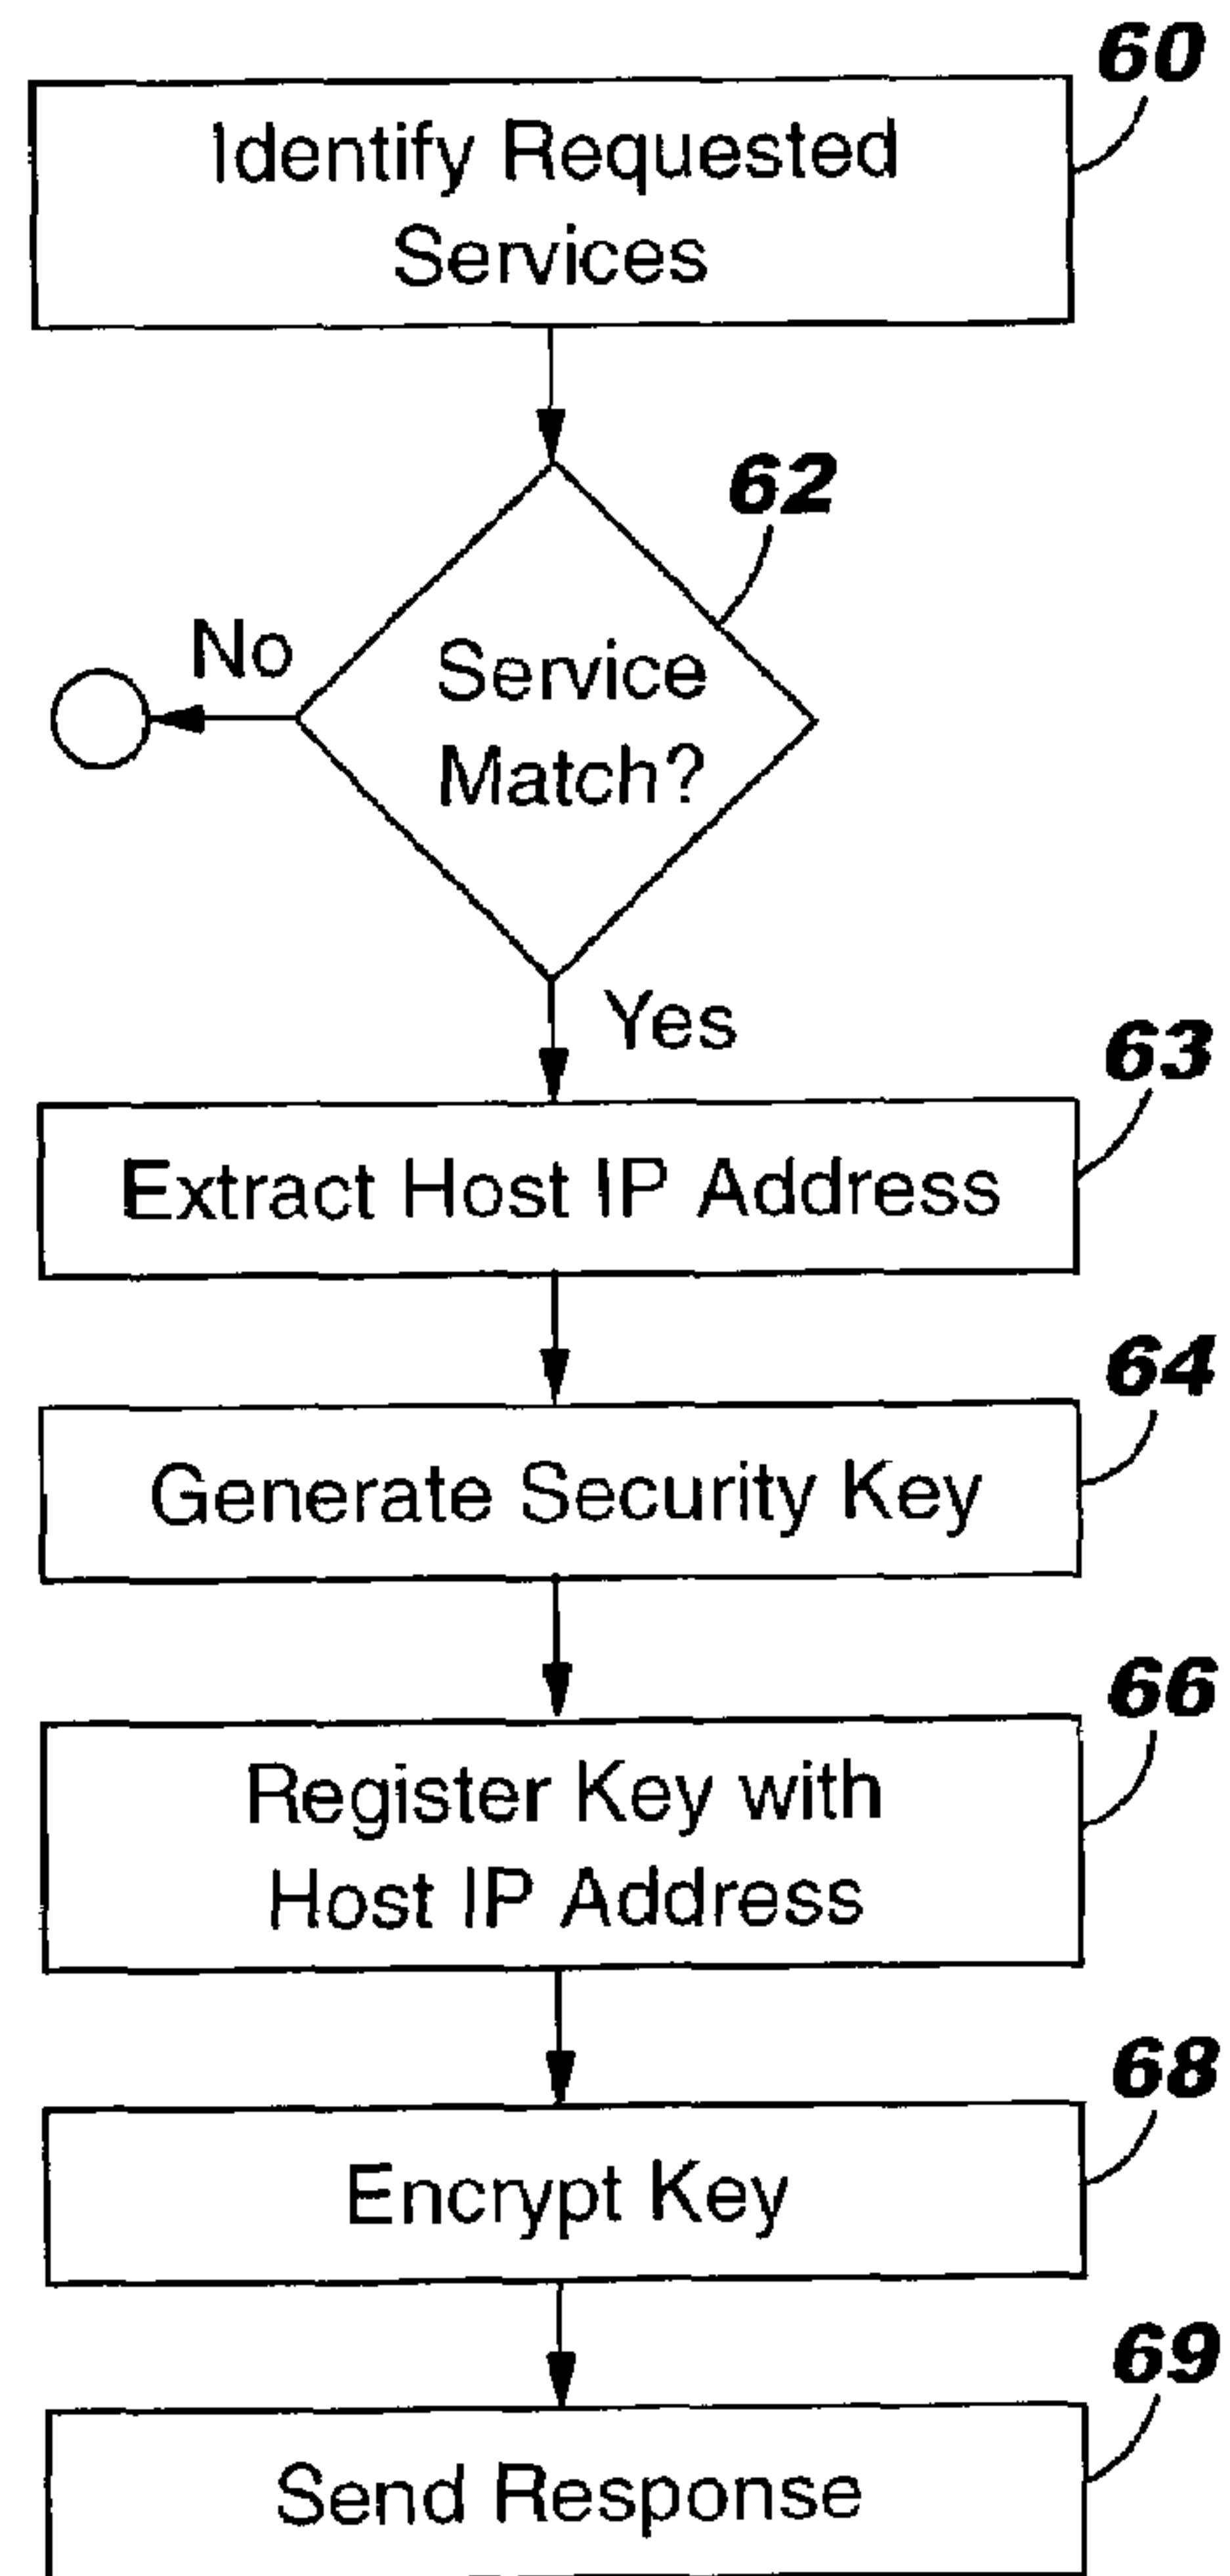 60
Identify Requested
Services
62
No
Service
Match?
Yes
63
Extract Host IP Address
64
Generate Security Key
66
Register Key with
Host IP Address
68
Encrypt Key
69
Send Response